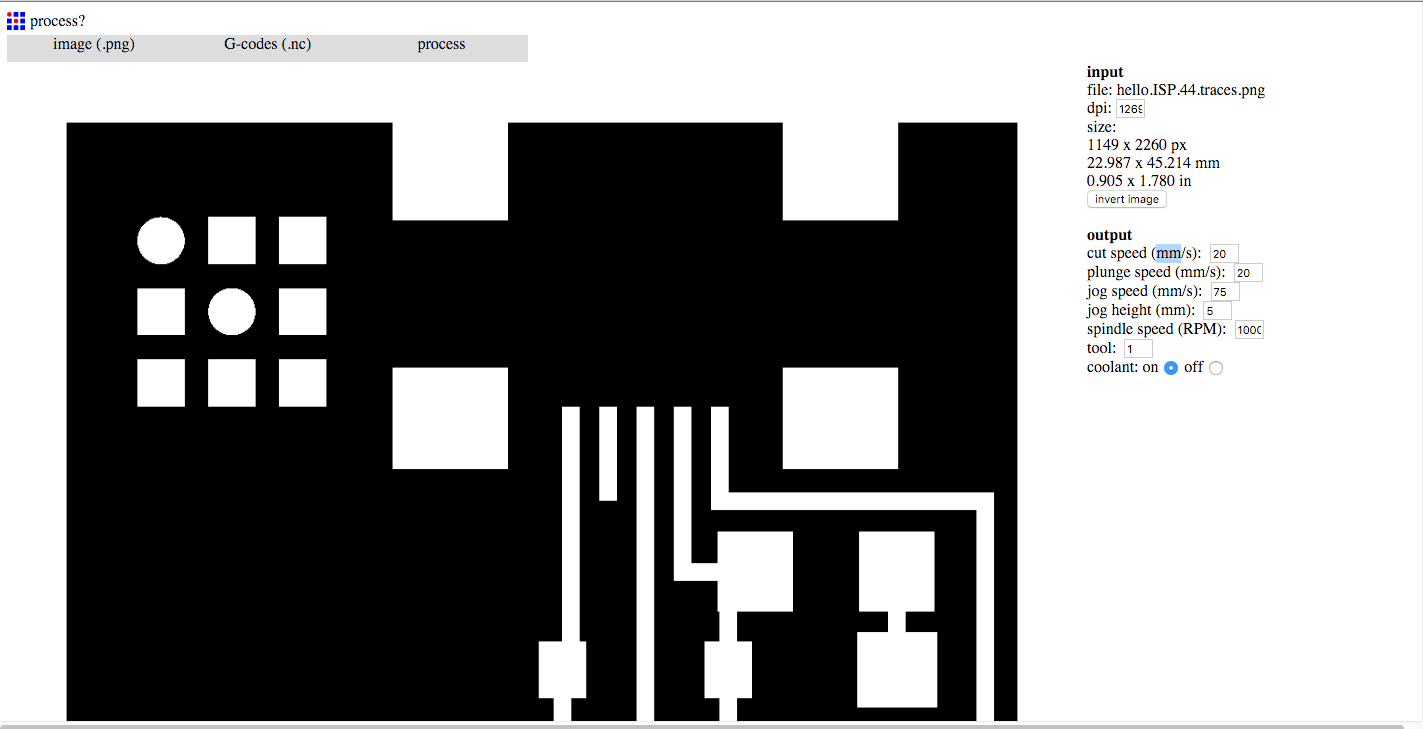 process?
image (.png) G-codes (.nc) process
input
file: hello.ISP.44.traces.png
dpi: 1269
size:
1149 x 2260 px
22.987 x 45.214 mm
0.905 x 1.780 in
invert image
output
cut speed (mm/s): 20
plunge speed (mm/s): 20
jog speed (mm/s): 75
jog height (mm): 5
spindle speed (RPM): 1000
tool: 1
coolant: on off